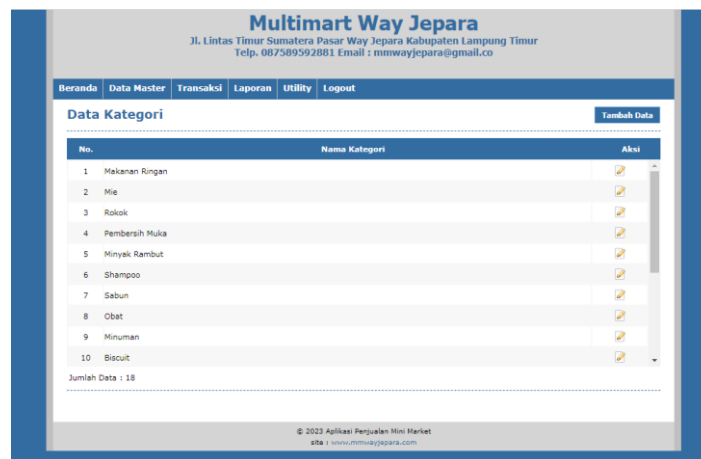 Multimart Way Jepara
Jl. Lintas Timur Sumatera Pasar Way Jepara Kabupaten Lampung Timur
Telp. 087589592881 Email : mmwayjepara@gmail.co
Beranda Data Master Transaksi Laporan Utility Logout
Data Kategori Tambah Data
No. Nama Kategori Aksi
1 Makanan Ringan
2 Mie
3 Rokok
4 Pembersih Muka
5 Minyak Rambut
6 Shampoo
7 Sabun
8 Obat
9 Minuman
10 Biscuit
Jumlah Data : 18
© 2023 Aplikasi Penjualan Mini Market
site : www.mmwayjepara.com